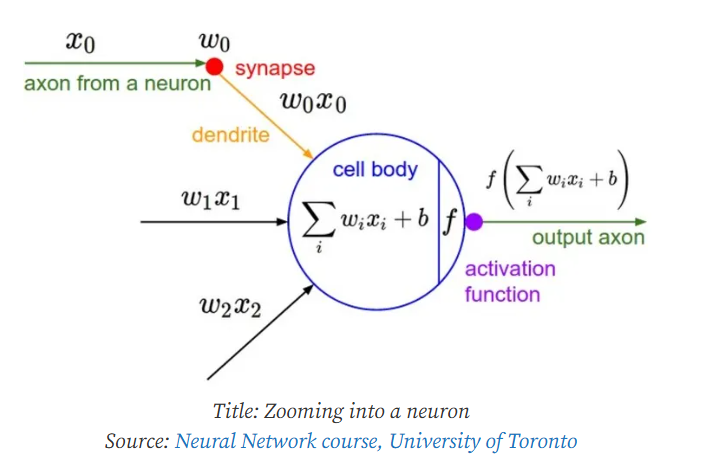 x₀ w₀
synapse
axon from a neuron
w₀x₀
dendrite
cell body
f(∑ᵢ wᵢxᵢ + b)
w₁x₁
∑ᵢ wᵢxᵢ + b f
output axon
activation
function
w₂x₂
Title: Zooming into a neuron
Source: Neural Network course, University of Toronto